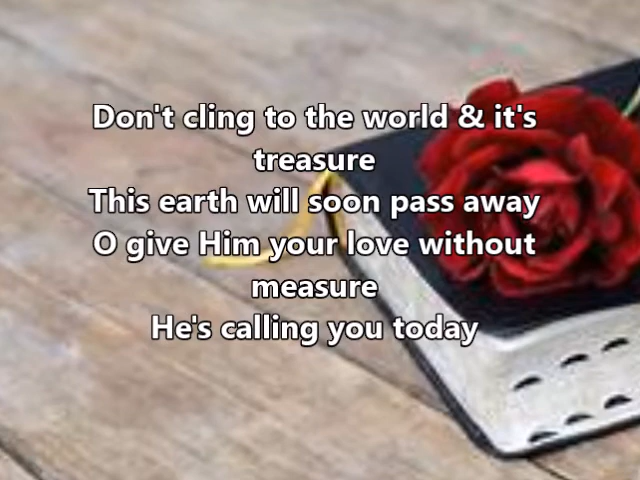 Don't cling to the world & it's
treasure
This earth will soon pass away
O give Him your love without
measure
He's calling you today